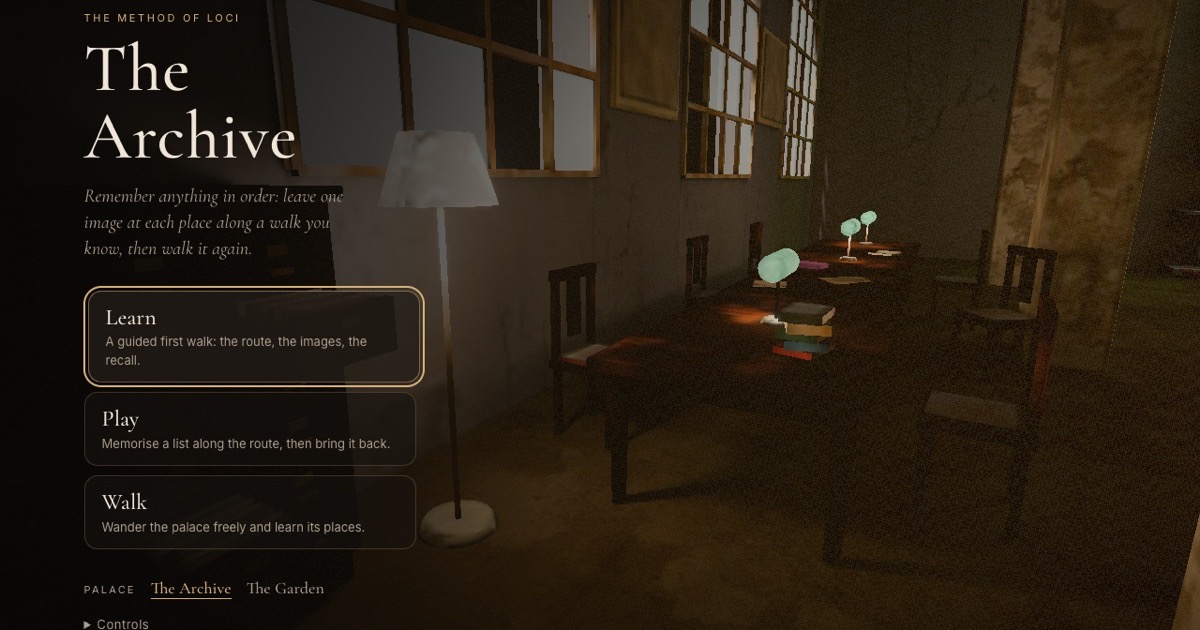 THE METHOD OF LOCI
The
Archive
Remember anything in order: leave one
image at each place along a walk you
know, then walk it again.
Learn
A guided first walk: the route, the images, the
recall.
Play
Memorise a list along the route, then bring it back.
Walk
Wander the palace freely and learn its places.
PALACE The Archive The Garden
Controls